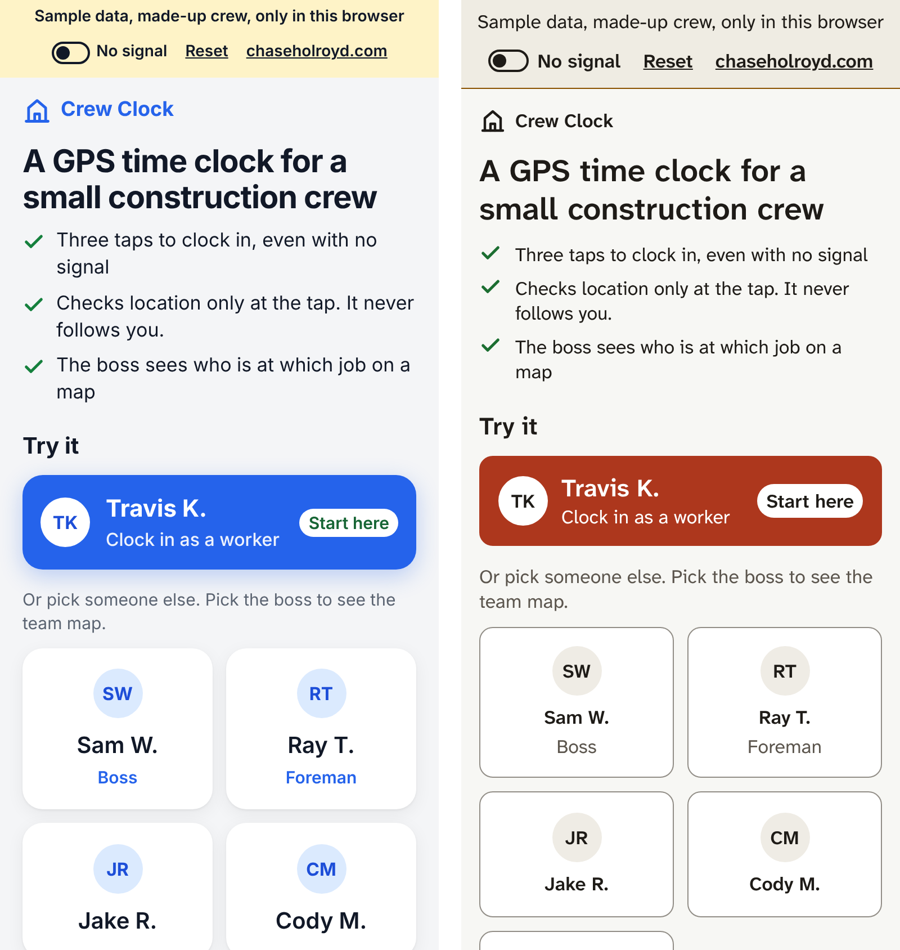 Sample data, made-up crew, only in this browser
No signal Reset chaseholroyd.com
Crew Clock
A GPS time clock for a
small construction crew
Three taps to clock in, even with no
signal
Checks location only at the tap. It never
follows you.
The boss sees who is at which job on a
map
Try it
TK Travis K. Start here
Clock in as a worker
Or pick someone else. Pick the boss to see the
team map.
SW RT
Sam W. Ray T.
Boss Foreman
JR CM
Jake R. Cody M.
Sample data, made-up crew, only in this browser
No signal Reset chaseholroyd.com
Crew Clock
A GPS time clock for a
small construction crew
Three taps to clock in, even with no signal
Checks location only at the tap. It never
follows you.
The boss sees who is at which job on a
map
Try it
TK Travis K. Start here
Clock in as a worker
Or pick someone else. Pick the boss to see the
team map.
SW RT
Sam W. Ray T.
Boss Foreman
JR CM
Jake R. Cody M.